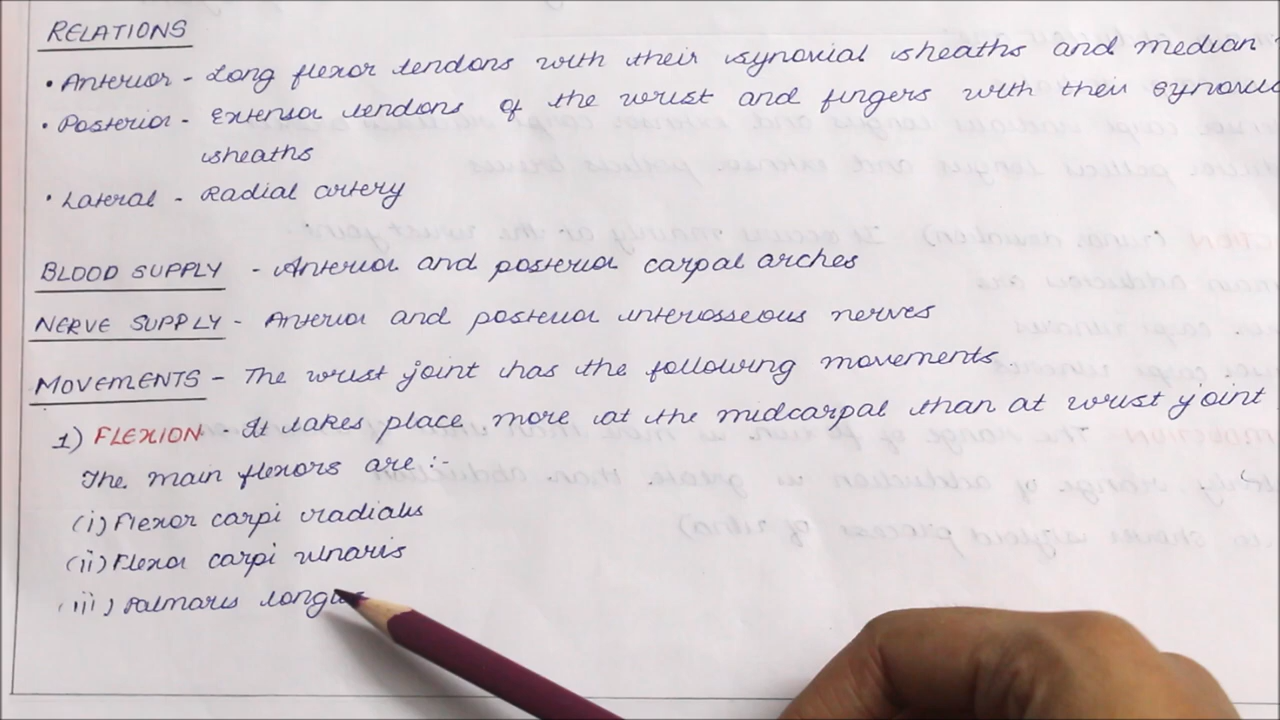 RELATIONS
• Anterior - Long flexor tendons with their synovial sheaths and median
• Posterior - Extensor tendons of the wrist and fingers with their synovial
sheaths
• Lateral - Radial artery
BLOOD SUPPLY - Anterior and posterior carpal arches
NERVE SUPPLY - Anterior and posterior interosseous nerves
MOVEMENTS - The wrist joint has the following movements
1) FLEXION - It takes place more at the midcarpal than at wrist joint
The main flexors are :-
(i) Flexor carpi radialis
(ii) Flexor carpi ulnaris
(iii) Palmaris longus